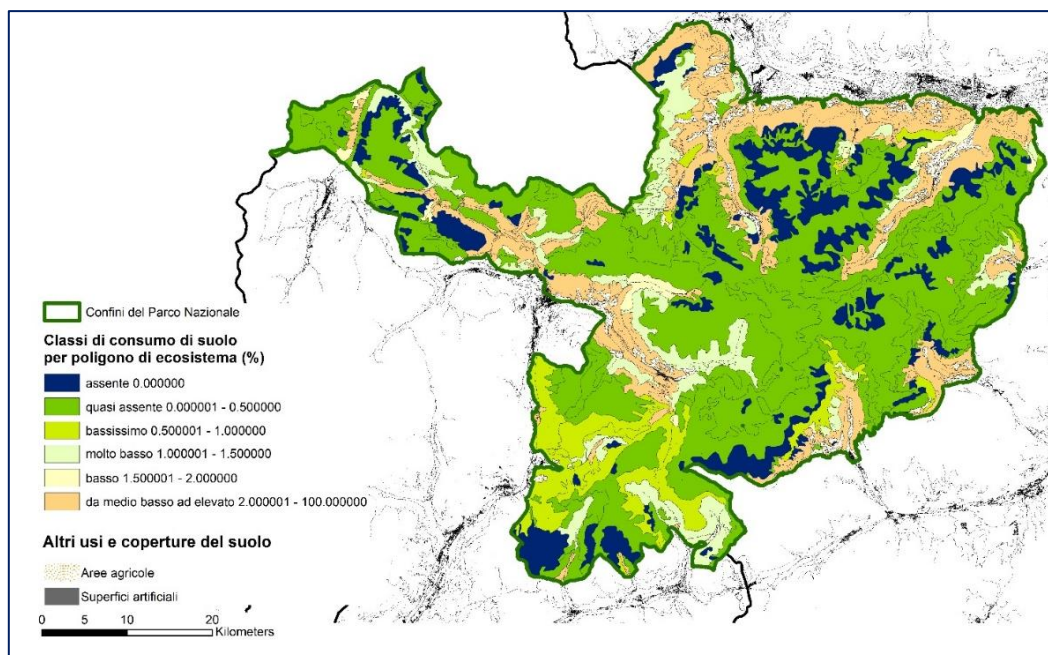 Confini del Parco Nazionale
Classi di consumo di suolo
per poligono di ecosistema (%)
assente 0.000000
quasi assente 0.000001 - 0.500000
bassissimo 0.500001 - 1.000000
molto basso 1.000001 - 1.500000
basso 1.500001 - 2.000000
da medio basso ad elevato 2.000001 - 100.000000
Altri usi e coperture del suolo
Aree agricole
Superfici artificiali
0 5 10 20
Kilometers